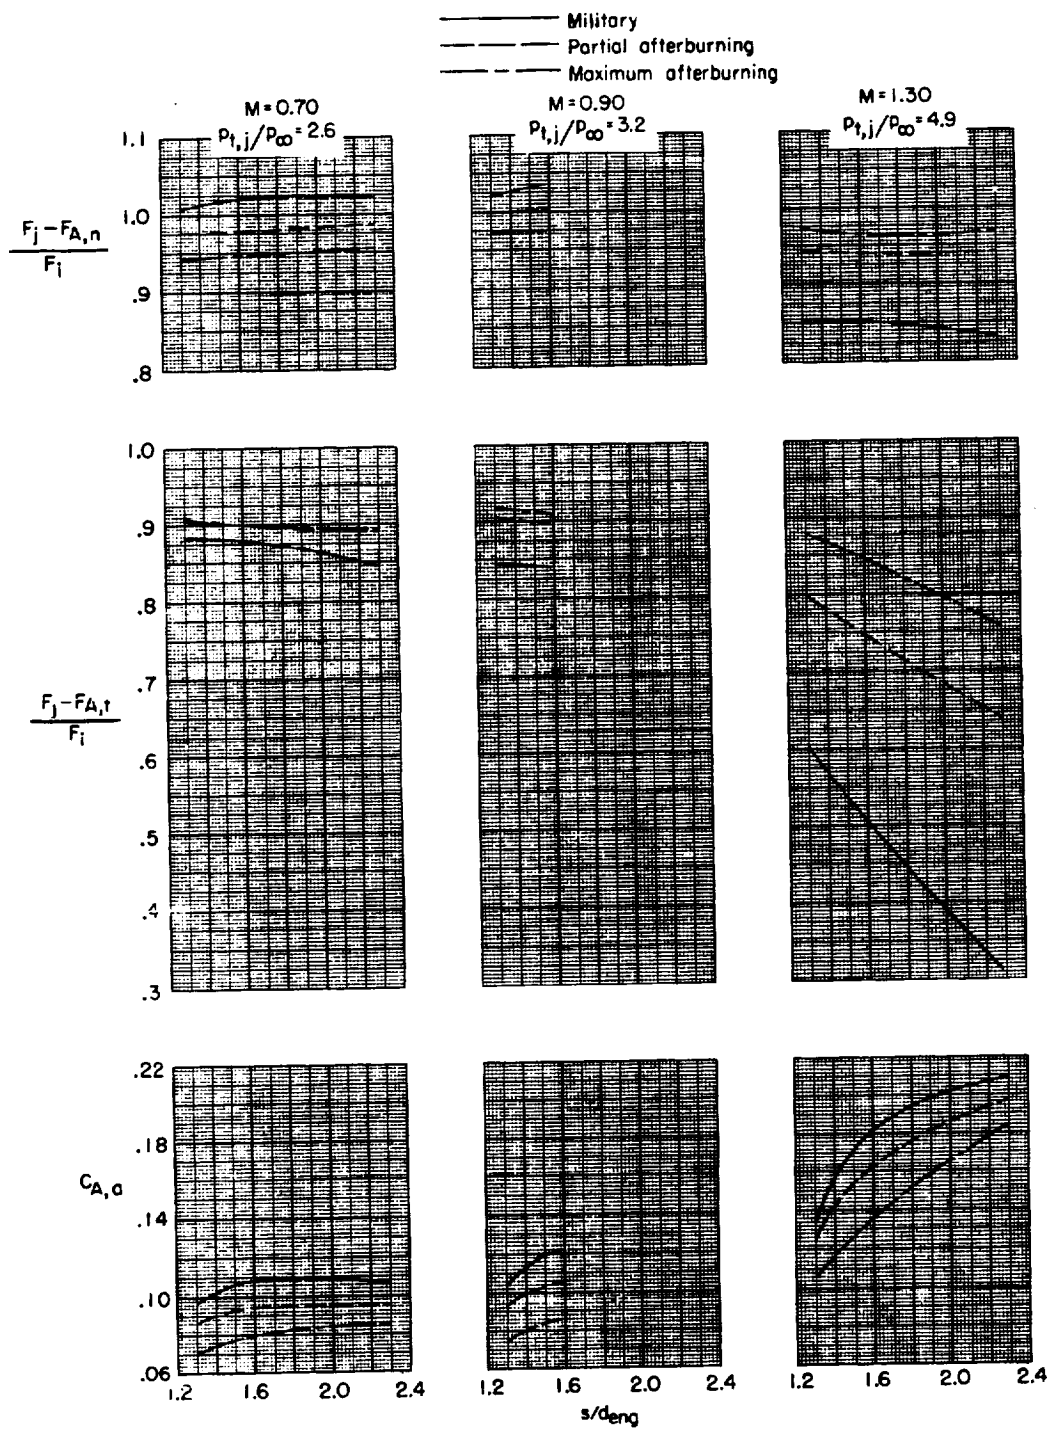 Military
Partial afterburning
Maximum afterburning
M = 0.70
p_t,j/p_∞ = 2.6
M = 0.90
p_t,j/p_∞ = 3.2
M = 1.30
p_t,j/p_∞ = 4.9
1.1
1.0
.9
.8
F_j - F_A,n
F_i
1.0
.9
.8
.7
.6
.5
.4
.3
F_j - F_A,t
F_i
.22
.18
.14
.10
.06
C_A,a
1.2 1.6 2.0 2.4
1.2 1.6 2.0 2.4
1.2 1.6 2.0 2.4
s/d_eng